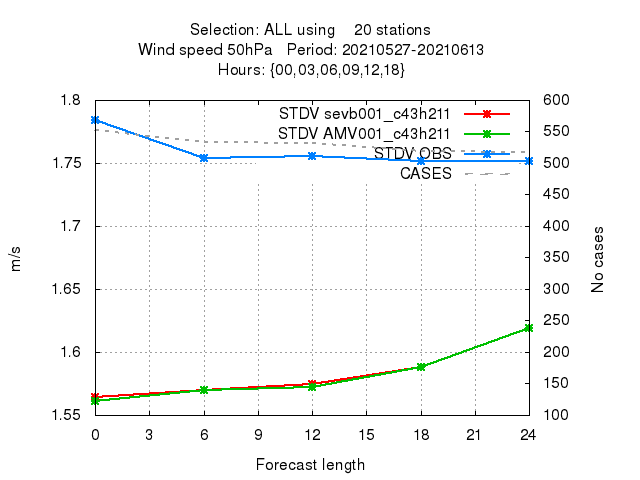 Selection: ALL using 20 stations
Wind speed 50hPa Period: 20210527-20210613
Hours: {00,03,06,09,12,18}
STDV sevb001_c43h211
STDV AMV001_c43h211
STDV OBS
CASES
1.8
1.75
1.7
1.65
1.6
1.55
m/s
600
550
500
450
400
350
300
250
200
150
100
No cases
0 3 6 9 12 15 18 21 24
Forecast length